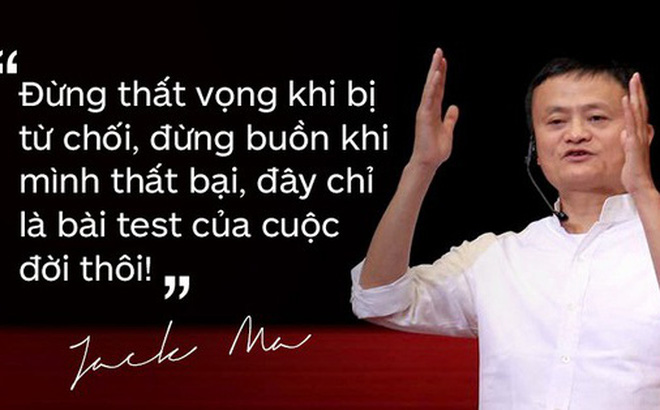 “Đừng thất vọng khi bị
từ chối, đừng buồn khi
mình thất bại, đây chỉ
là bài test của cuộc
đời thôi!”
Jack Ma